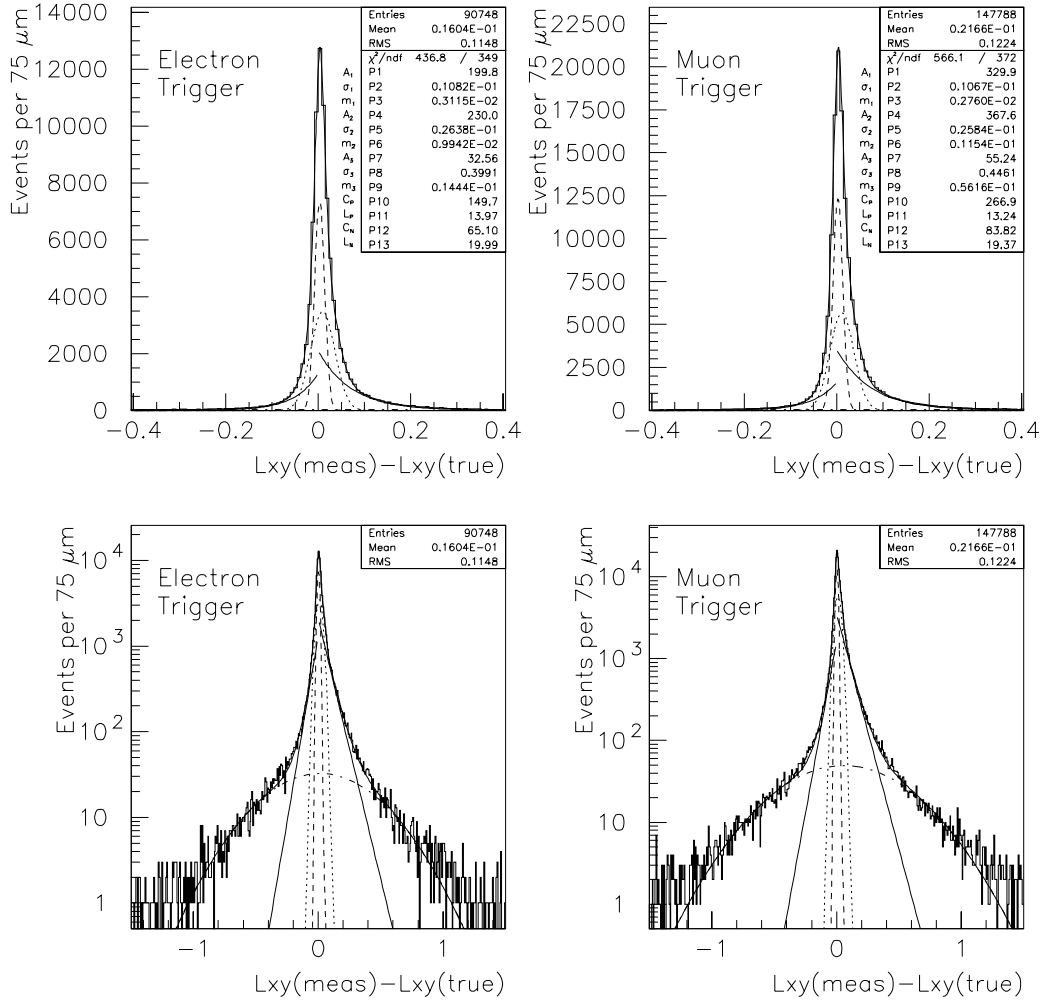 Events per 75 μm
14000
12000
10000
8000
6000
4000
2000
0
Electron
Trigger
Entries 90748
Mean 0.1604E-01
RMS 0.1148
χ²/ndf 436.8 / 349
A₁ P1 199.8
σ₁ P2 0.1082E-01
m₁ P3 0.3115E-02
A₂ P4 230.0
σ₂ P5 0.2638E-01
m₂ P6 0.9942E-02
A₃ P7 32.56
σ₃ P8 0.3991
m₃ P9 0.1444E-01
Cₚ P10 149.7
Lₚ P11 13.97
C_N P12 65.10
L_N P13 19.99
−0.4 −0.2 0 0.2 0.4
Lxy(meas)−Lxy(true)
Events per 75 μm
22500
20000
17500
15000
12500
10000
7500
5000
2500
0
Muon
Trigger
Entries 147788
Mean 0.2166E-01
RMS 0.1224
χ²/ndf 566.1 / 372
A₁ P1 329.9
σ₁ P2 0.1067E-01
m₁ P3 0.2760E-02
A₂ P4 367.6
σ₂ P5 0.2584E-01
m₂ P6 0.1154E-01
A₃ P7 55.24
σ₃ P8 0.4461
m₃ P9 0.5616E-01
Cₚ P10 266.9
Lₚ P11 13.24
C_N P12 83.82
L_N P13 19.37
−0.4 −0.2 0 0.2 0.4
Lxy(meas)−Lxy(true)
Events per 75 μm
10⁴
10³
10²
10
1
Electron
Trigger
Entries 90748
Mean 0.1604E-01
RMS 0.1148
−1 0 1
Lxy(meas)−Lxy(true)
Events per 75 μm
10⁴
10³
10²
10
1
Muon
Trigger
Entries 147788
Mean 0.2166E-01
RMS 0.1224
−1 0 1
Lxy(meas)−Lxy(true)